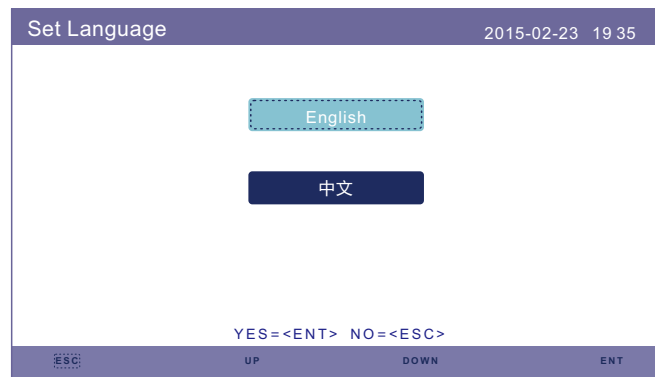 Set Language 2015-02-23 19 35
English
中文
YES=<ENT> NO=<ESC>
ESC UP DOWN ENT